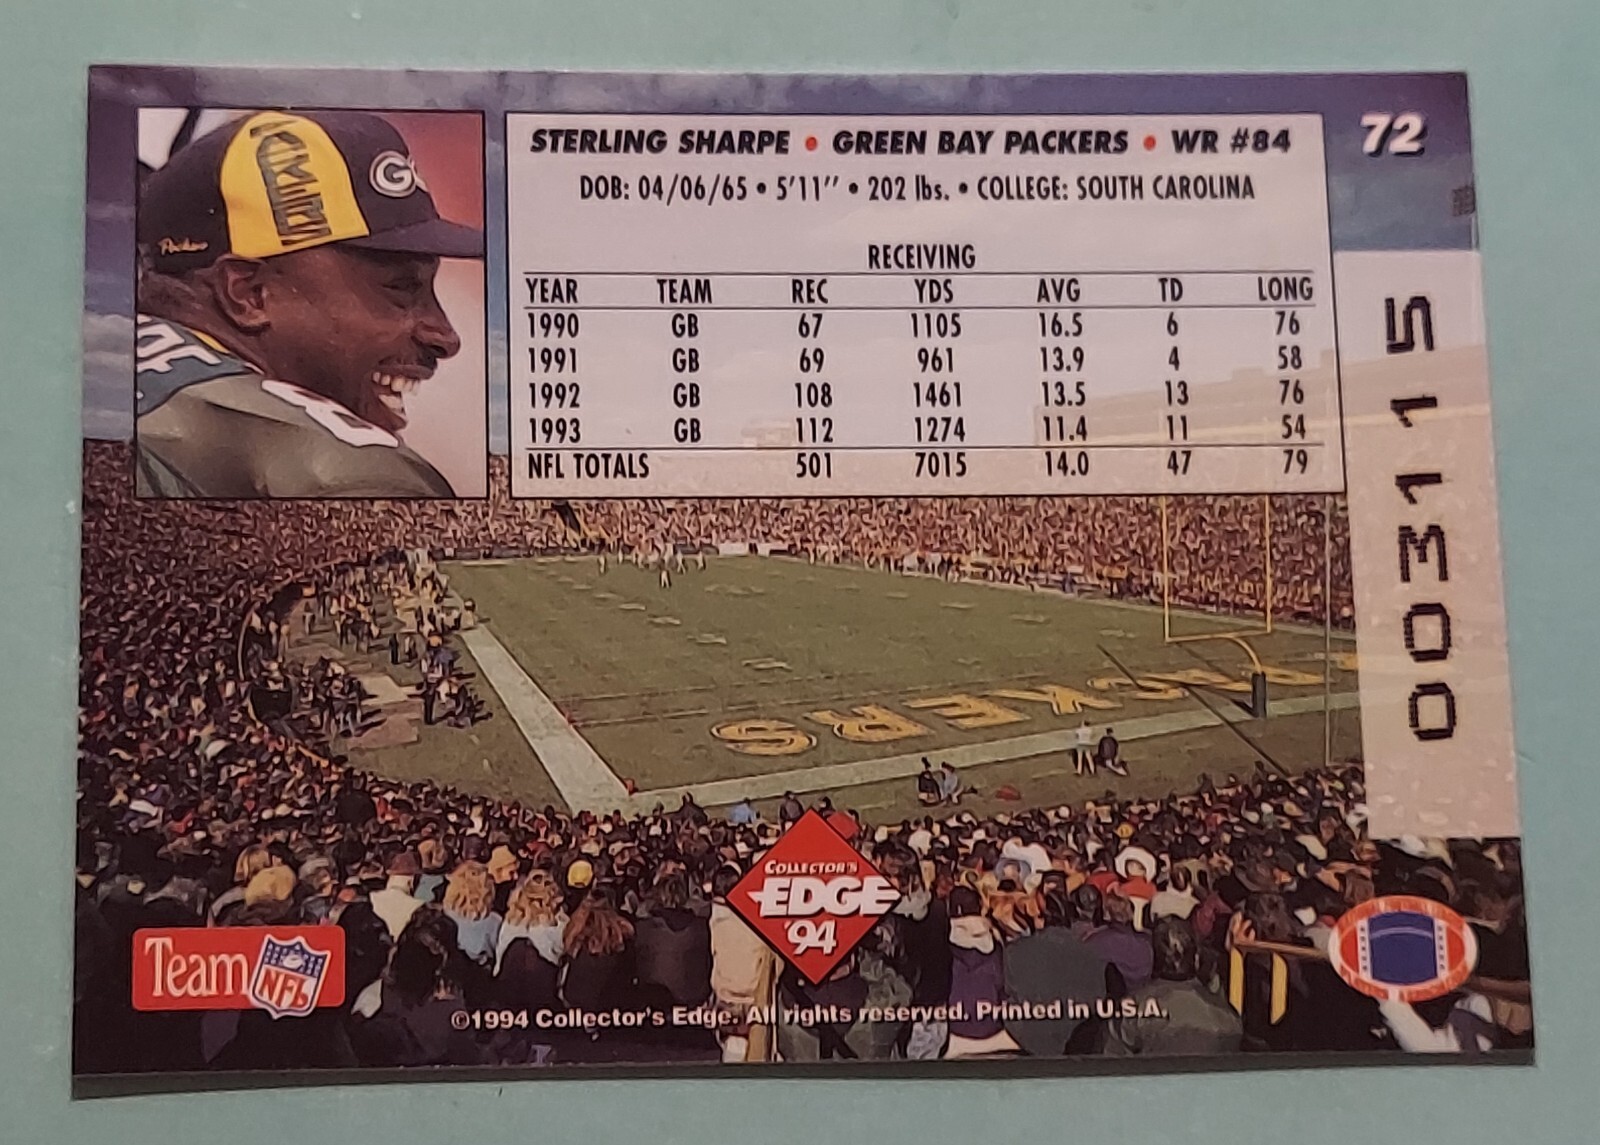 STERLING SHARPE • GREEN BAY PACKERS • WR #84
72
DOB: 04/06/65 • 5'11" • 202 lbs. • COLLEGE: SOUTH CAROLINA
RECEIVING
YEAR TEAM REC YDS AVG TD LONG
1990 GB 67 1105 16.5 6 76
1991 GB 69 961 13.9 4 58
1992 GB 108 1461 13.5 13 76
1993 GB 112 1274 11.4 11 54
NFL TOTALS 501 7015 14.0 47 79
003115
G
Packers
PACKERS
COLLECTOR'S
EDGE
'94
Team NFL
©1994 Collector's Edge. All rights reserved. Printed in U.S.A.